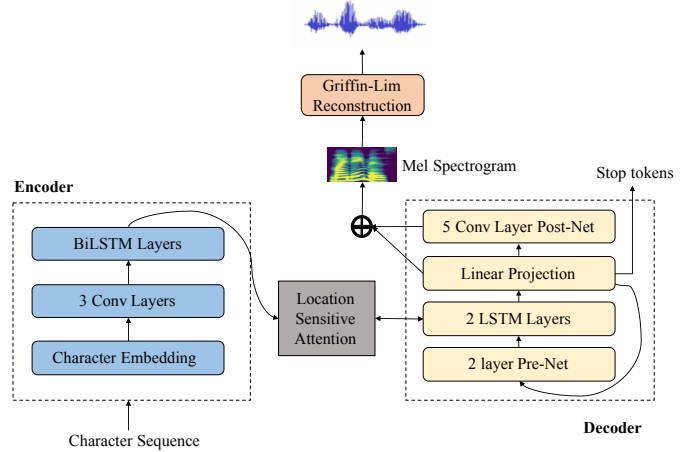 Griffin-Lim
Reconstruction
Mel Spectrogram
Stop tokens
Encoder
BiLSTM Layers
3 Conv Layers
Character Embedding
Character Sequence
Location
Sensitive
Attention
5 Conv Layer Post-Net
Linear Projection
2 LSTM Layers
2 layer Pre-Net
Decoder